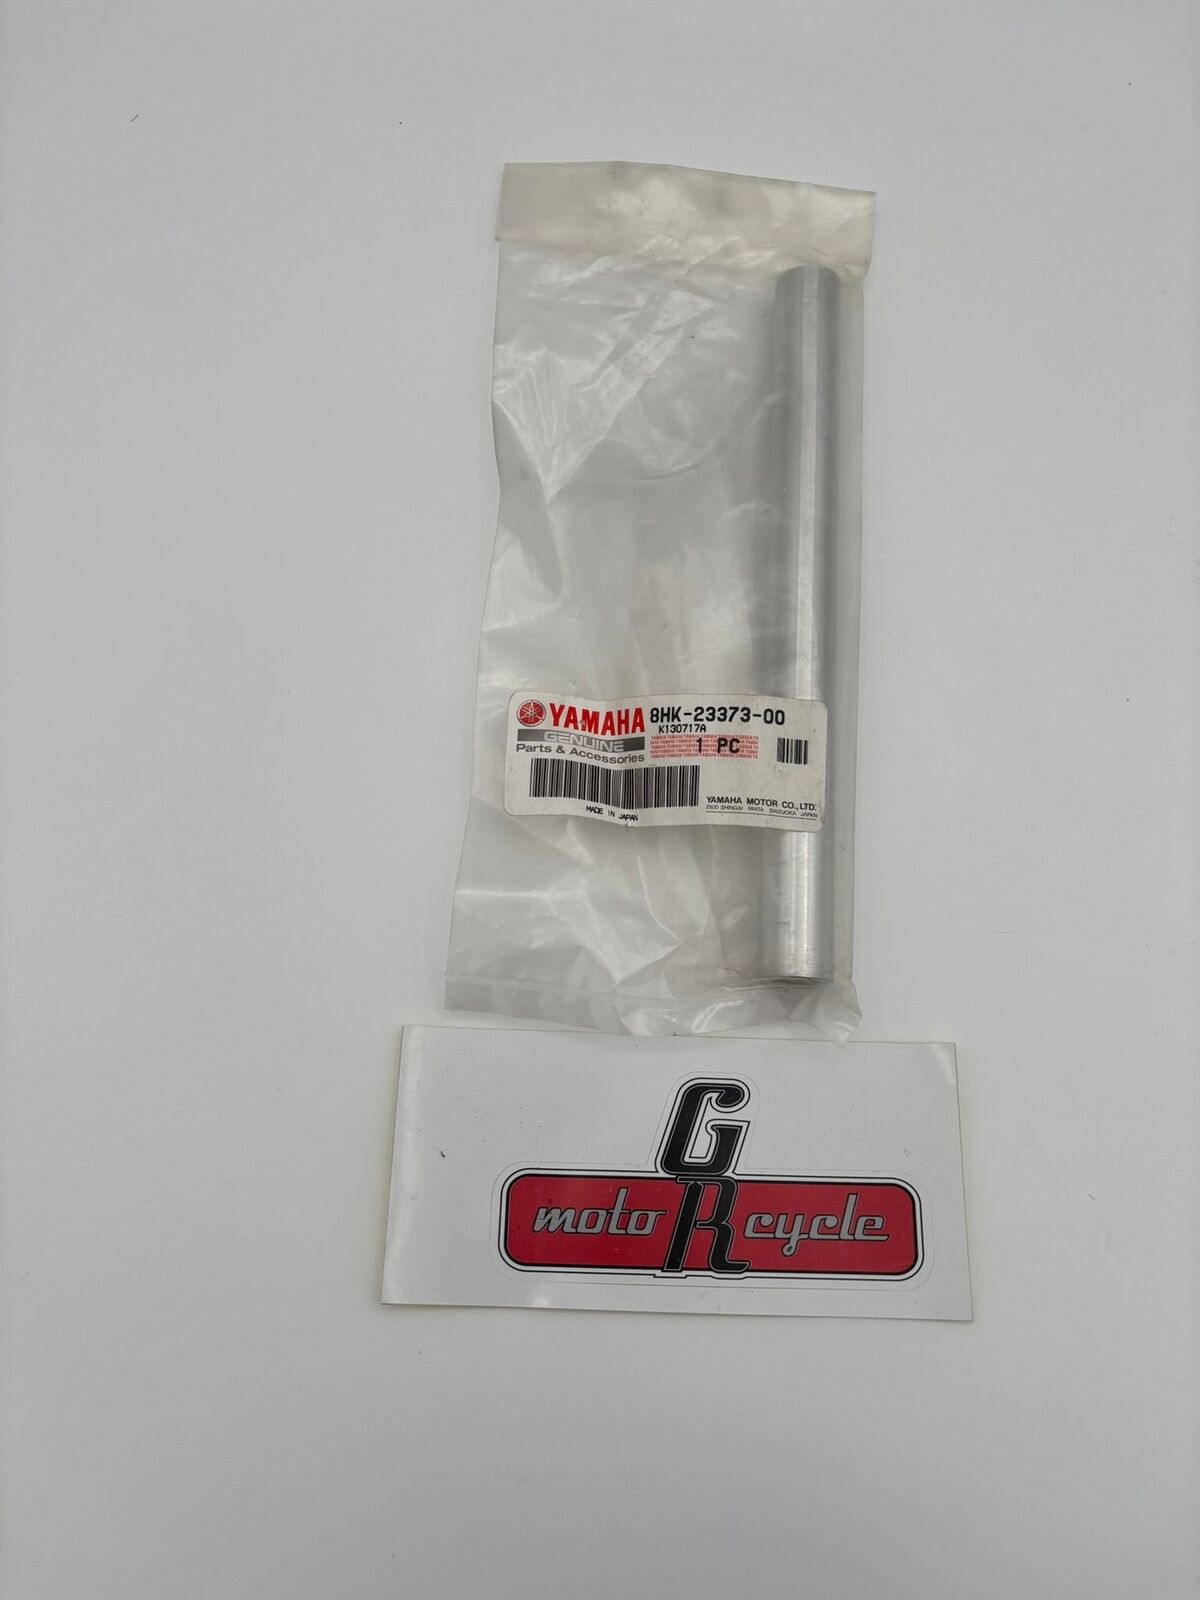 YAMAHA 8HK-23373-00
K130717A
GENUINE
1 PC
Parts & Accessories
MADE IN JAPAN
YAMAHA MOTOR CO.,LTD.
2500 SHINGAI IWATA SHIZUOKA JAPAN
G
moto R cycle